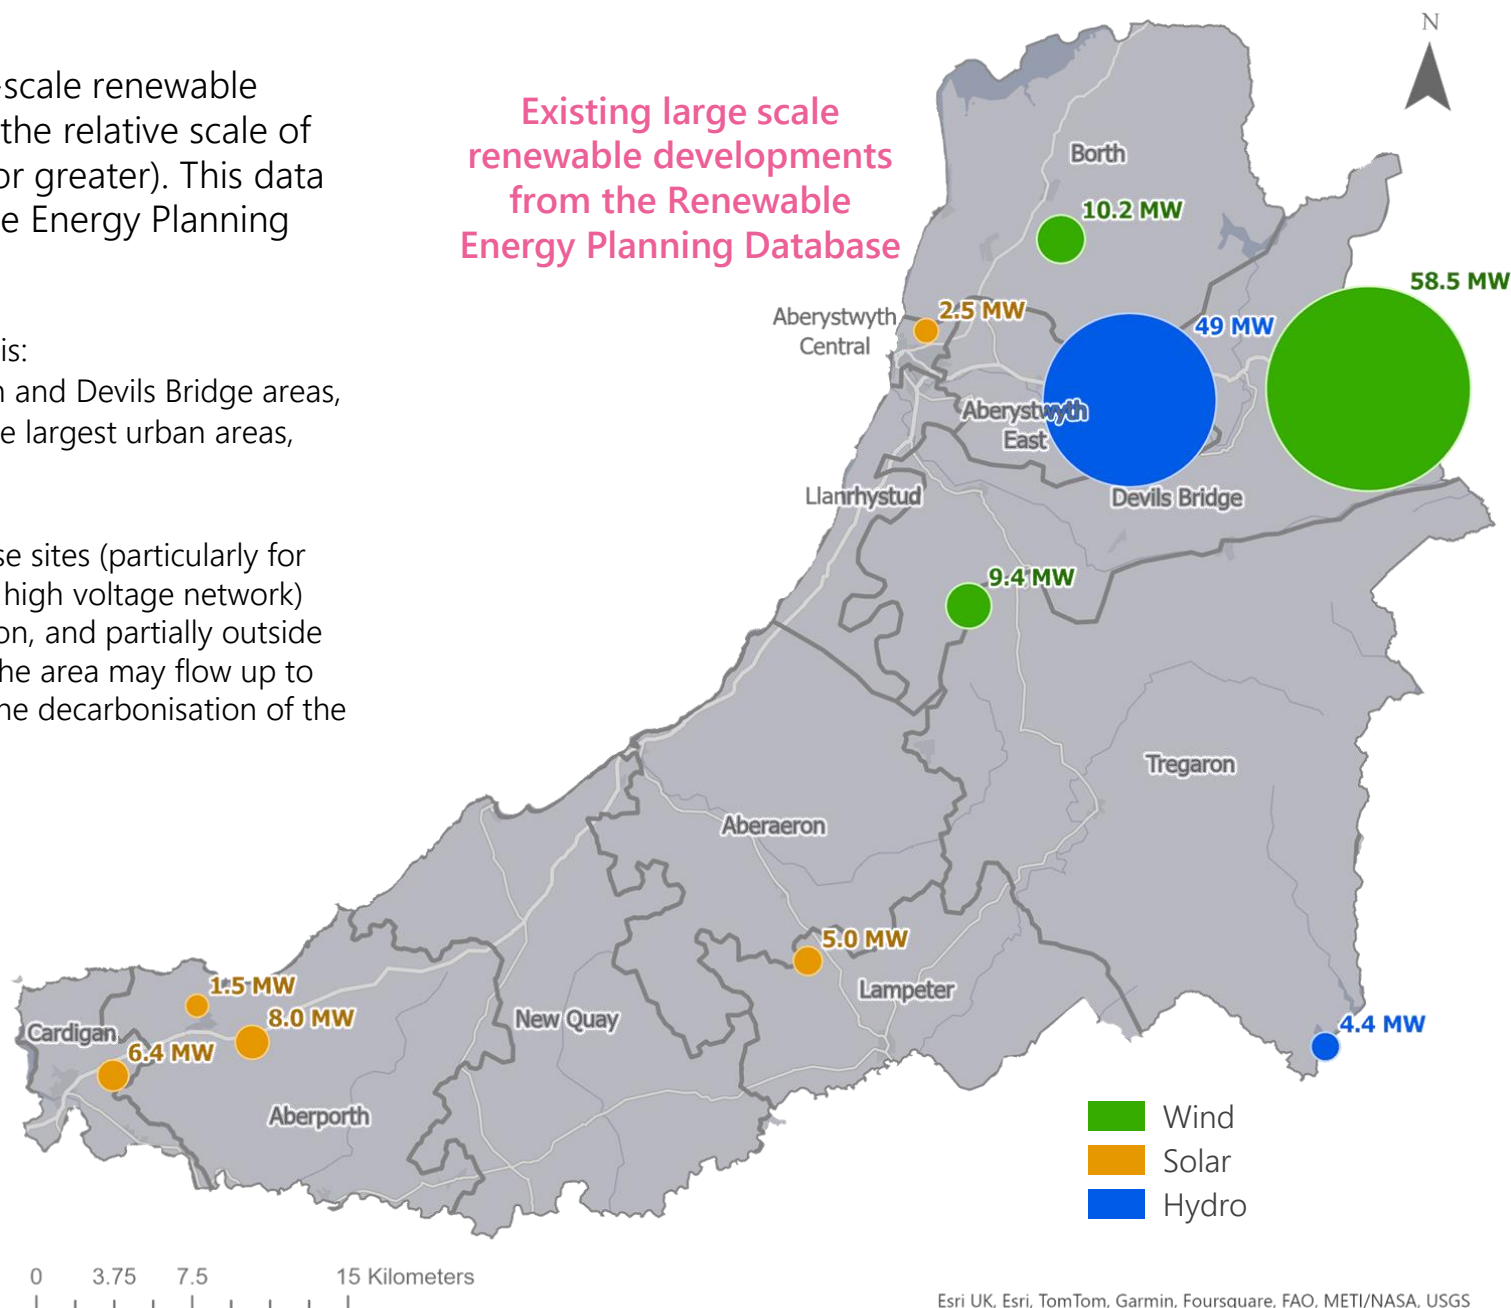 -scale renewable
the relative scale of
or greater). This data
e Energy Planning
is:
n and Devils Bridge areas,
e largest urban areas,
se sites (particularly for
high voltage network)
on, and partially outside
he area may flow up to
ne decarbonisation of the
Existing large scale
renewable developments
from the Renewable
Energy Planning Database
N
Borth
10.2 MW
58.5 MW
2.5 MW
Aberystwyth
Central
49 MW
Aberystwyth
East
Llanrhystud
Devils Bridge
9.4 MW
Tregaron
Aberaeron
5.0 MW
Lampeter
1.5 MW
8.0 MW
New Quay
Cardigan
6.4 MW
4.4 MW
Aberporth
Wind
Solar
Hydro
0 3.75 7.5 15 Kilometers
Esri UK, Esri, TomTom, Garmin, Foursquare, FAO, METI/NASA, USGS